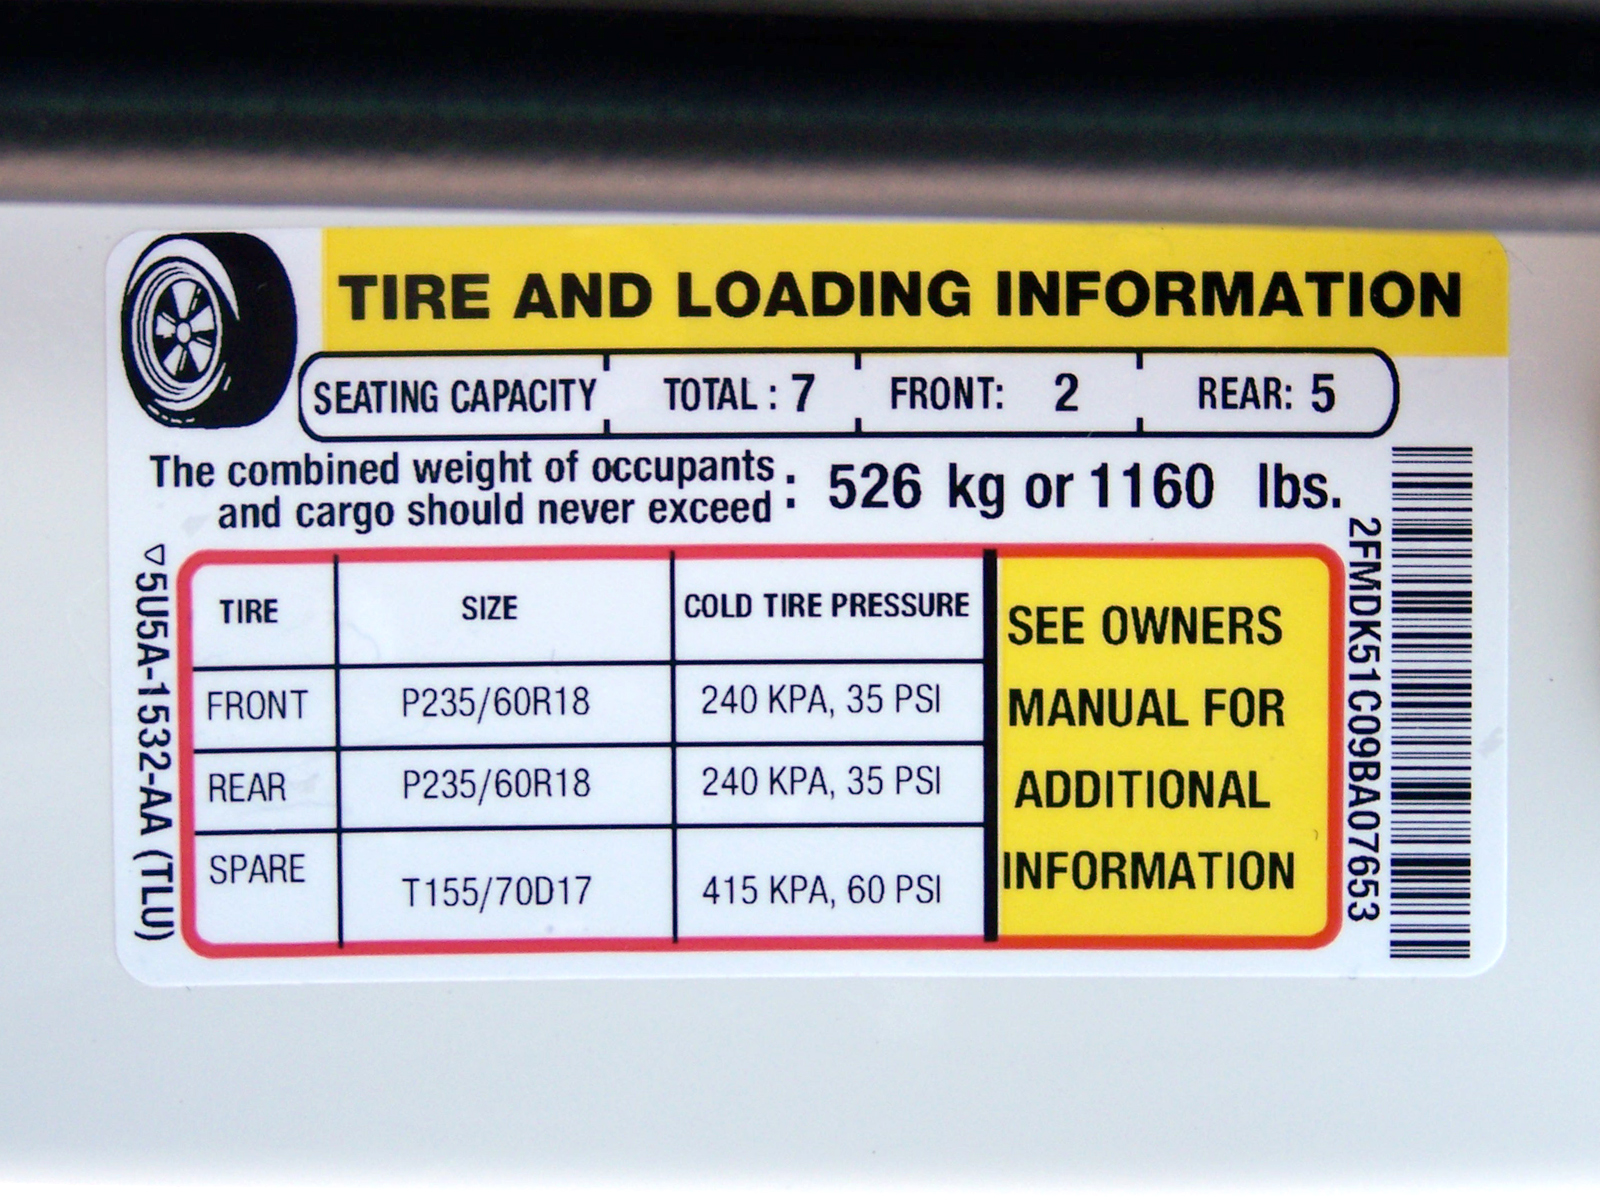 TIRE AND LOADING INFORMATION
SEATING CAPACITY TOTAL : 7 FRONT: 2 REAR: 5
The combined weight of occupants
and cargo should never exceed : 526 kg or 1160 lbs.
TIRE SIZE COLD TIRE PRESSURE
FRONT P235/60R18 240 KPA, 35 PSI
REAR P235/60R18 240 KPA, 35 PSI
SPARE T155/70D17 415 KPA, 60 PSI
SEE OWNERS
MANUAL FOR
ADDITIONAL
INFORMATION
5U5A-1532-AA (TLU)
2FMDK51C09BA07653